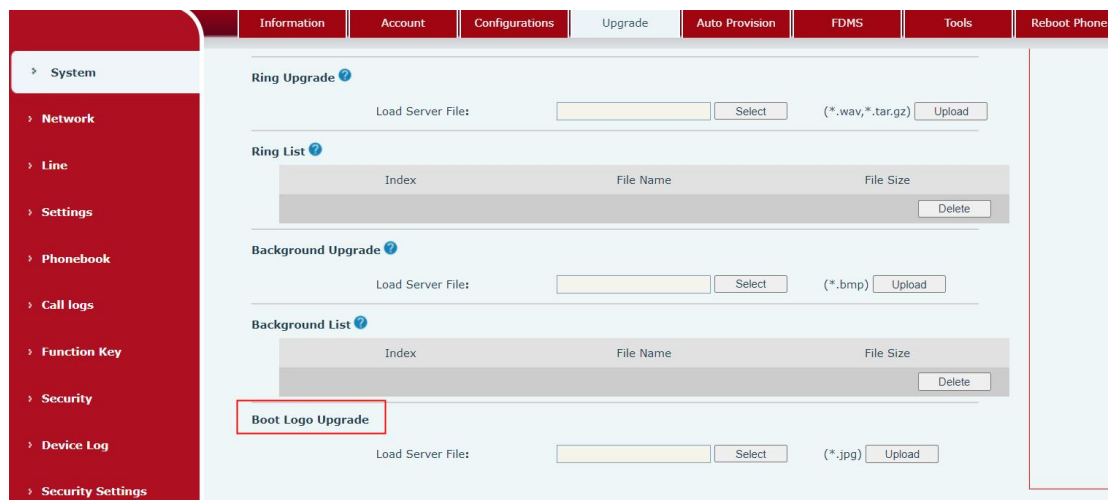 Information Account Configurations Upgrade Auto Provision FDMS Tools Reboot Phone
› System
› Network
› Line
› Settings
› Phonebook
› Call logs
› Function Key
› Security
› Device Log
› Security Settings
Ring Upgrade ?
Load Server File: Select (*.wav,*.tar.gz) Upload
Ring List ?
Index File Name File Size
Delete
Background Upgrade ?
Load Server File: Select (*.bmp) Upload
Background List ?
Index File Name File Size
Delete
Boot Logo Upgrade
Load Server File: Select (*.jpg) Upload